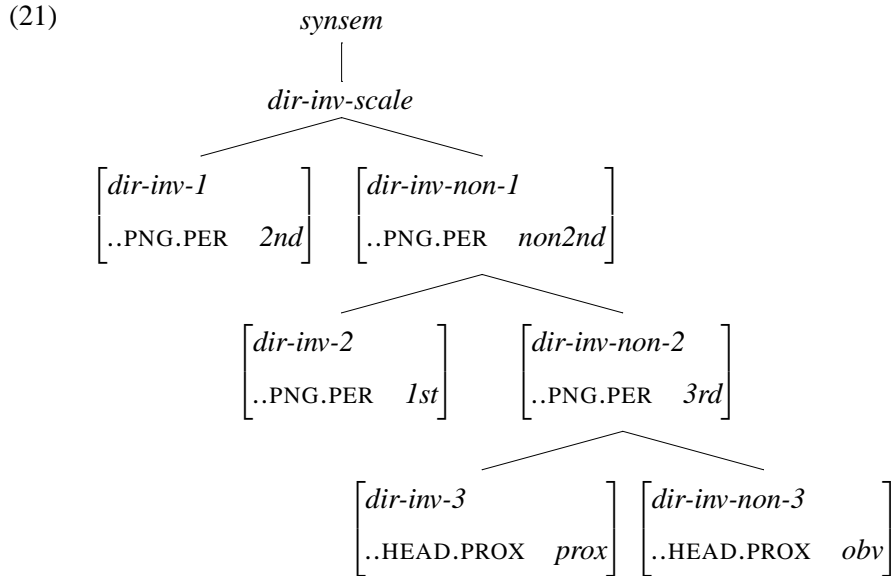 (21) synsem
dir-inv-scale
dir-inv-1 dir-inv-non-1
..PNG.PER 2nd ..PNG.PER non2nd
dir-inv-2 dir-inv-non-2
..PNG.PER 1st ..PNG.PER 3rd
dir-inv-3 dir-inv-non-3
..HEAD.PROX prox ..HEAD.PROX obv